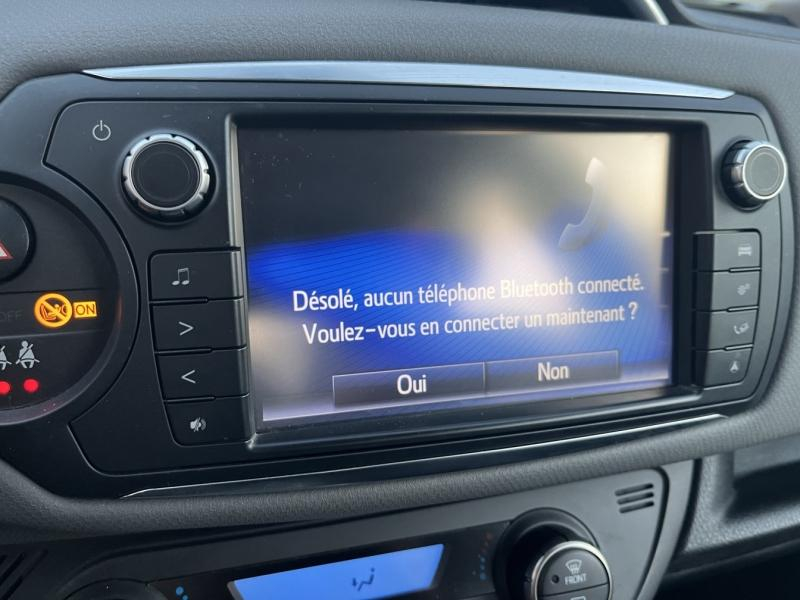 Désolé, aucun téléphone Bluetooth connecté.
Voulez-vous en connecter un maintenant ?
Oui
Non
OFF
ON
FRONT